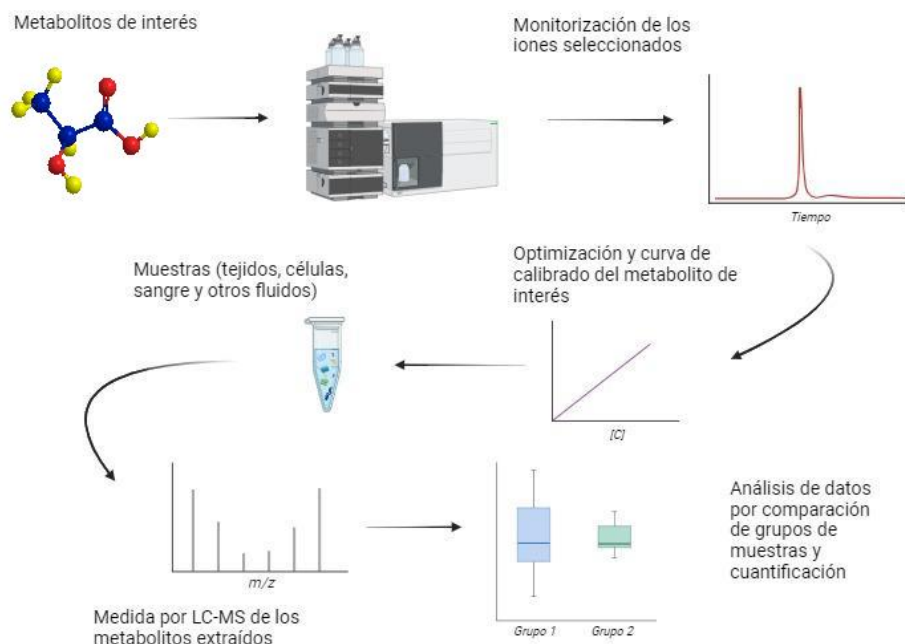 Metabolitos de interés
Monitorización de los
iones seleccionados
Tiempo
Optimización y curva de
calibrado del metabolito de
interés
[C]
Muestras (tejidos, células,
sangre y otros fluidos)
m/z
Medida por LC-MS de los
metabolitos extraídos
Grupo 1
Grupo 2
Análisis de datos
por comparación
de grupos de
muestras y
cuantificación